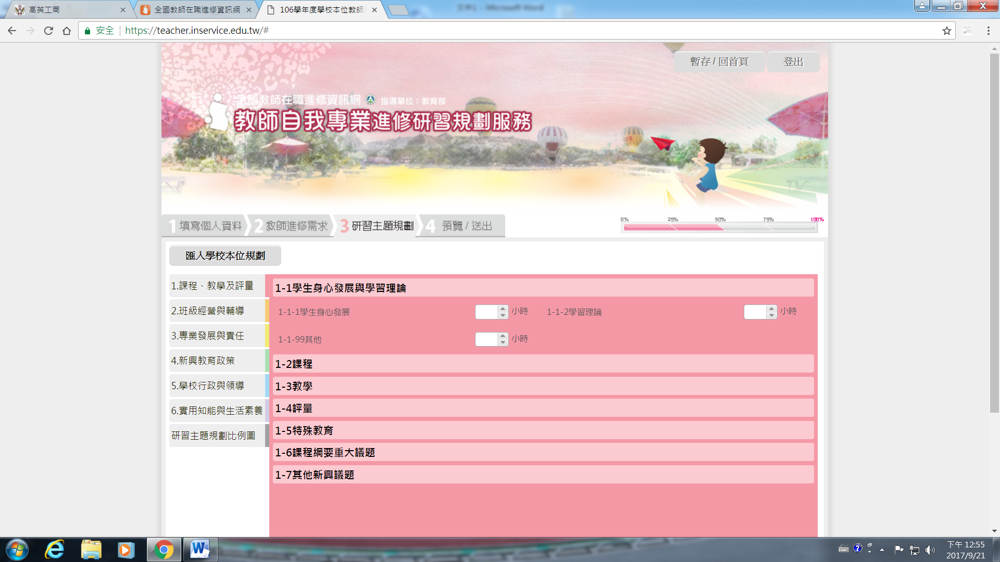 高英工商
全國教師在職進修資訊網
106學年度學校本位教師
安全
https://teacher.inservice.edu.tw/#
暫存 / 回首頁
登出
全國教師在職進修資訊網
指導單位：教育部
教師自我專業進修研習規劃服務
1 填寫個人資料
2 教師進修需求
3 研習主題規劃
4 預覽 / 送出
0% 25% 50% 75% 100%
匯入學校本位規劃
1.課程、教學及評量
2.班級經營與輔導
3.專業發展與責任
4.新興教育政策
5.學校行政與領導
6.實用知能與生活素養
研習主題規劃比例圖
1-1學生身心發展與學習理論
1-1-1學生身心發展 小時 1-1-2學習理論 小時
1-1-99其他 小時
1-2課程
1-3教學
1-4評量
1-5特殊教育
1-6課程綱要重大議題
1-7其他新興議題
下午 12:55
2017/9/21